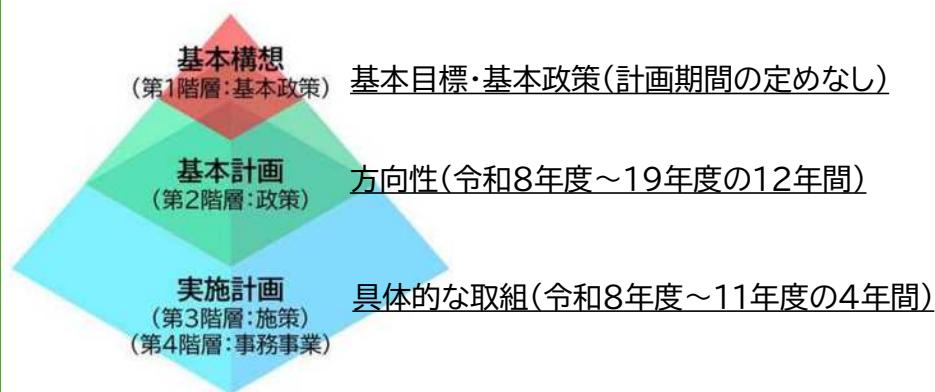 基本構想
(第1階層:基本政策)
基本目標・基本政策(計画期間の定めなし)
基本計画
(第2階層:政策)
方向性(令和8年度～19年度の12年間)
実施計画
(第3階層:施策)
(第4階層:事務事業)
具体的な取組(令和8年度～11年度の4年間)